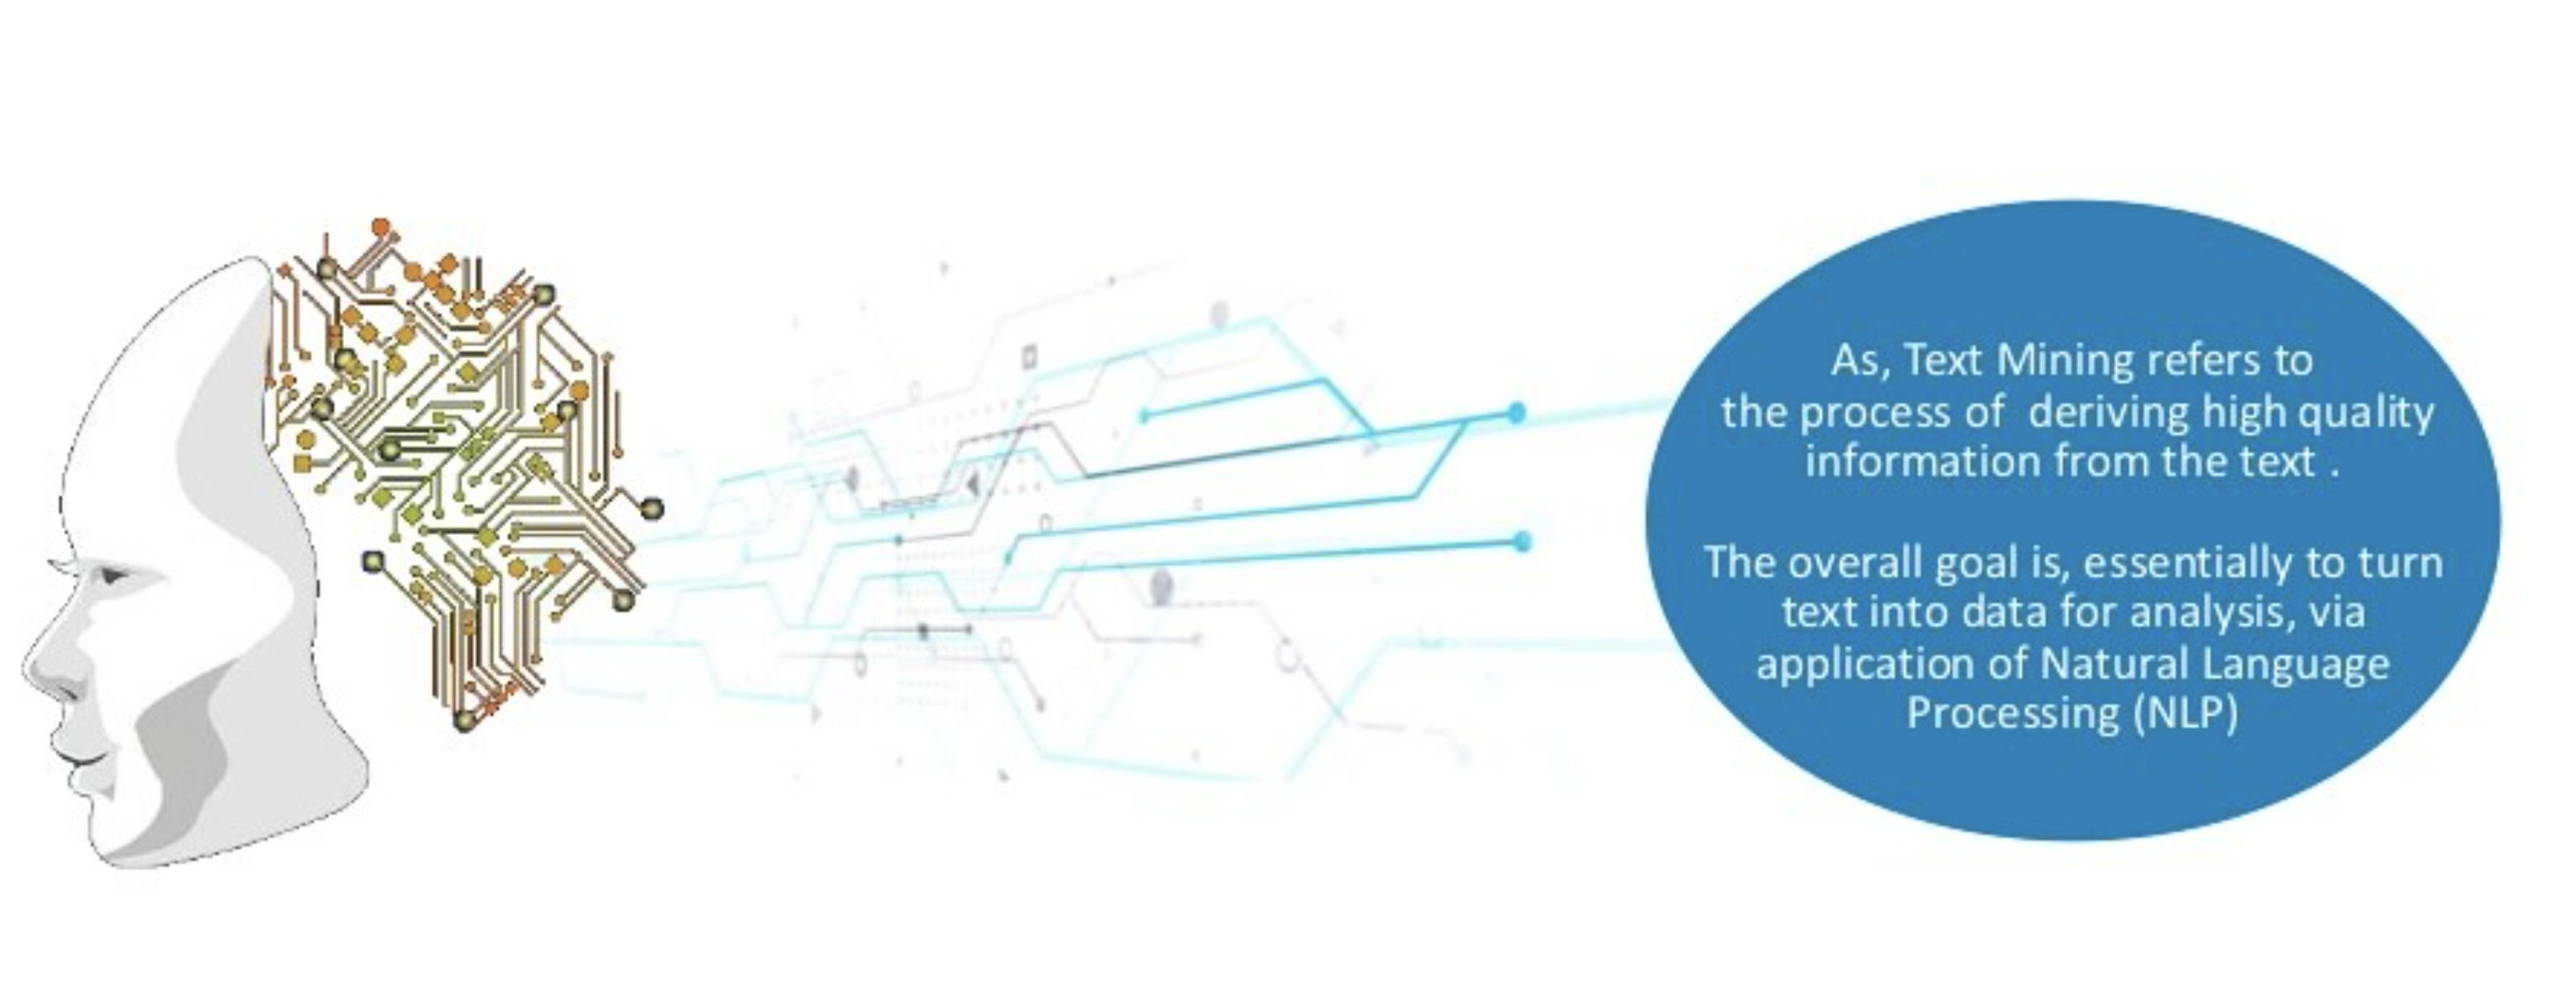 As, Text Mining refers to
the process of  deriving high quality
information from the text .
The overall goal is, essentially to turn
text into data for analysis, via
application of Natural Language
Processing (NLP)